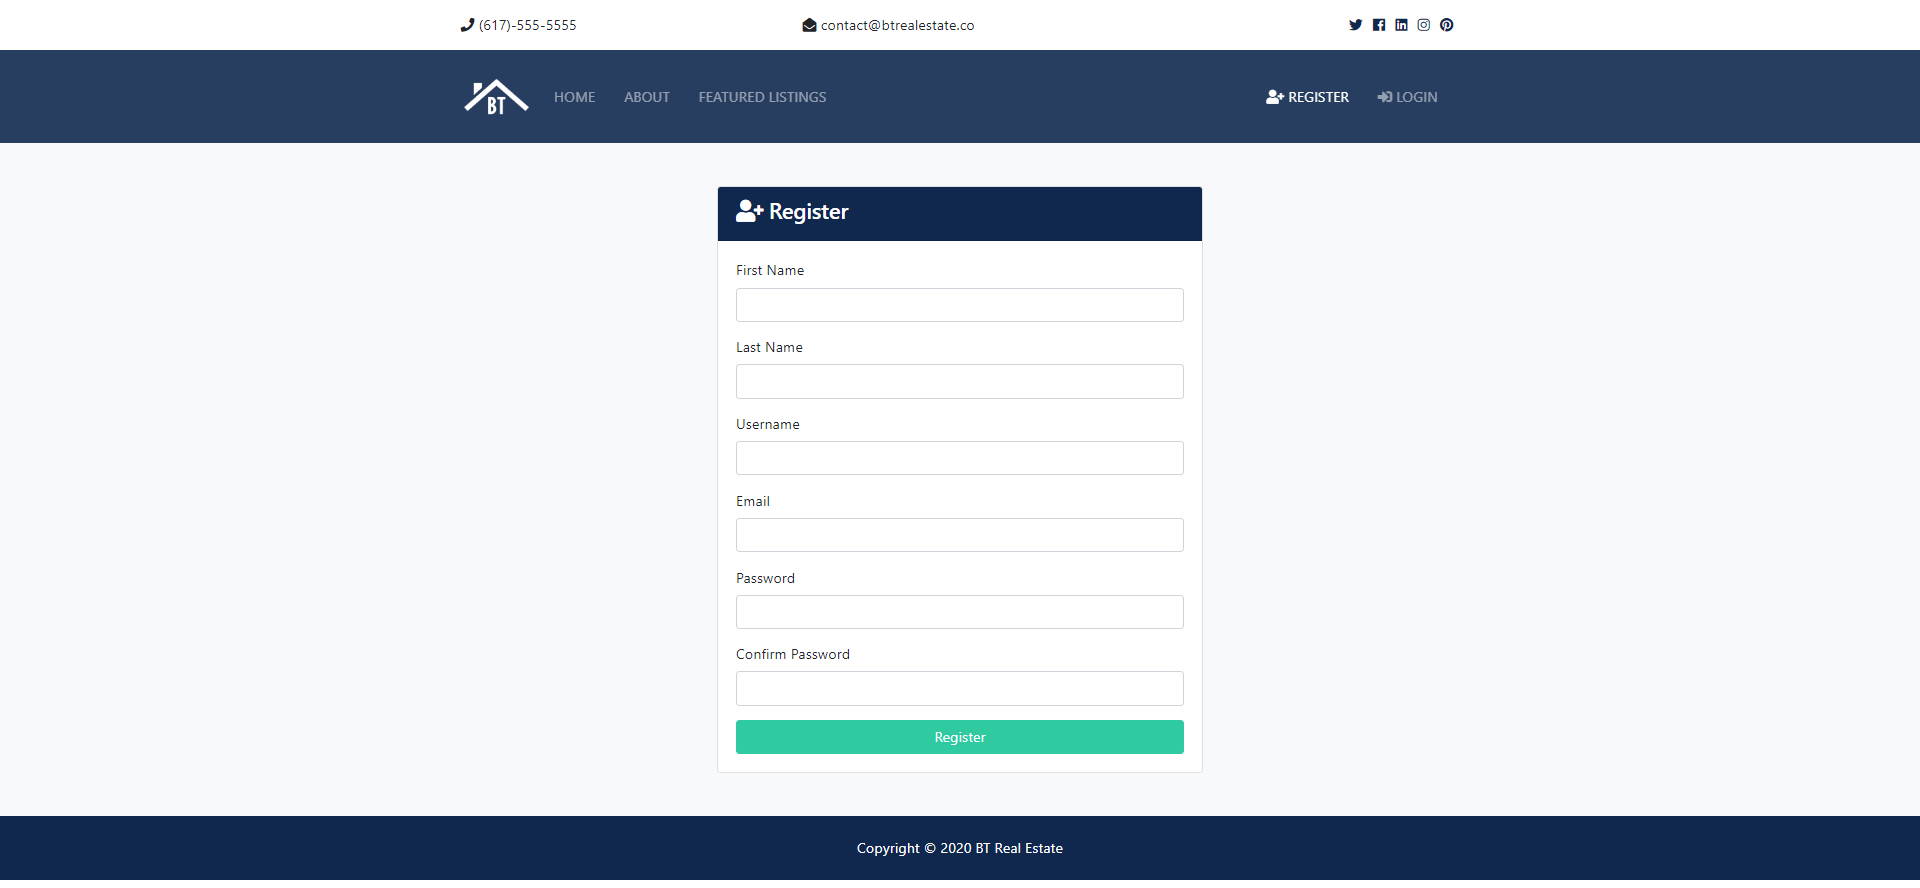 (617)-555-5555 contact@btrealestate.co
BT HOME ABOUT FEATURED LISTINGS REGISTER LOGIN
Register
First Name
Last Name
Username
Email
Password
Confirm Password
Register
Copyright © 2020 BT Real Estate